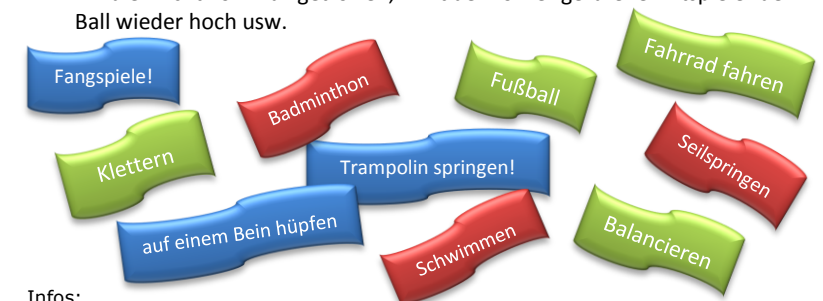 Ball wieder hoch usw.
Fangspiele!
Badminthon
Fußball
Fahrrad fahren
Klettern
Trampolin springen!
Seilspringen
auf einem Bein hüpfen
Schwimmen
Balancieren
Infos: